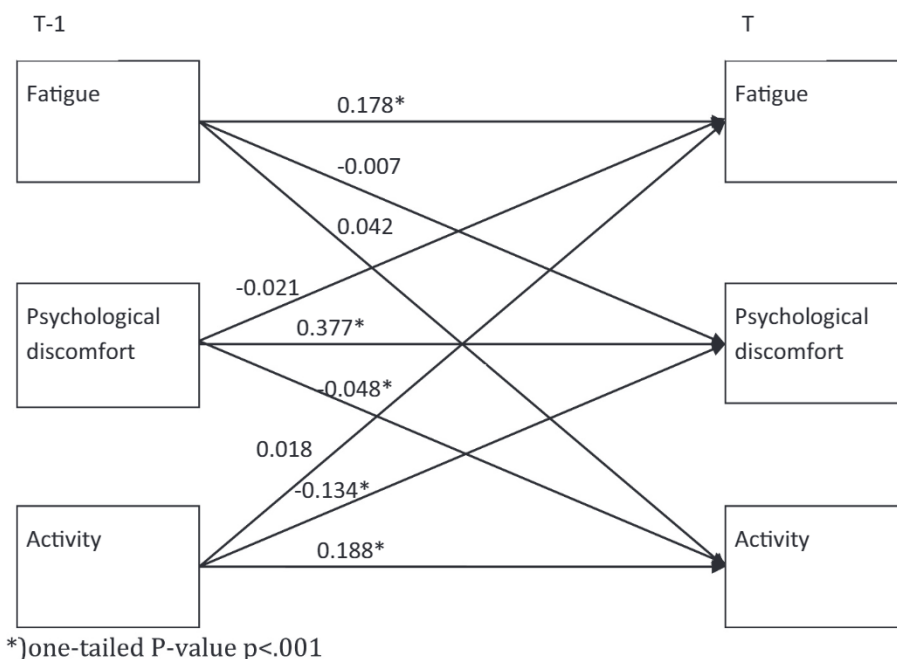 T-1
T
Fatigue
Fatigue
0.178*
-0.007
0.042
-0.021
Psychological
discomfort
Psychological
discomfort
0.377*
-0.048*
0.018
-0.134*
Activity
Activity
0.188*
*)one-tailed P-value p<.001